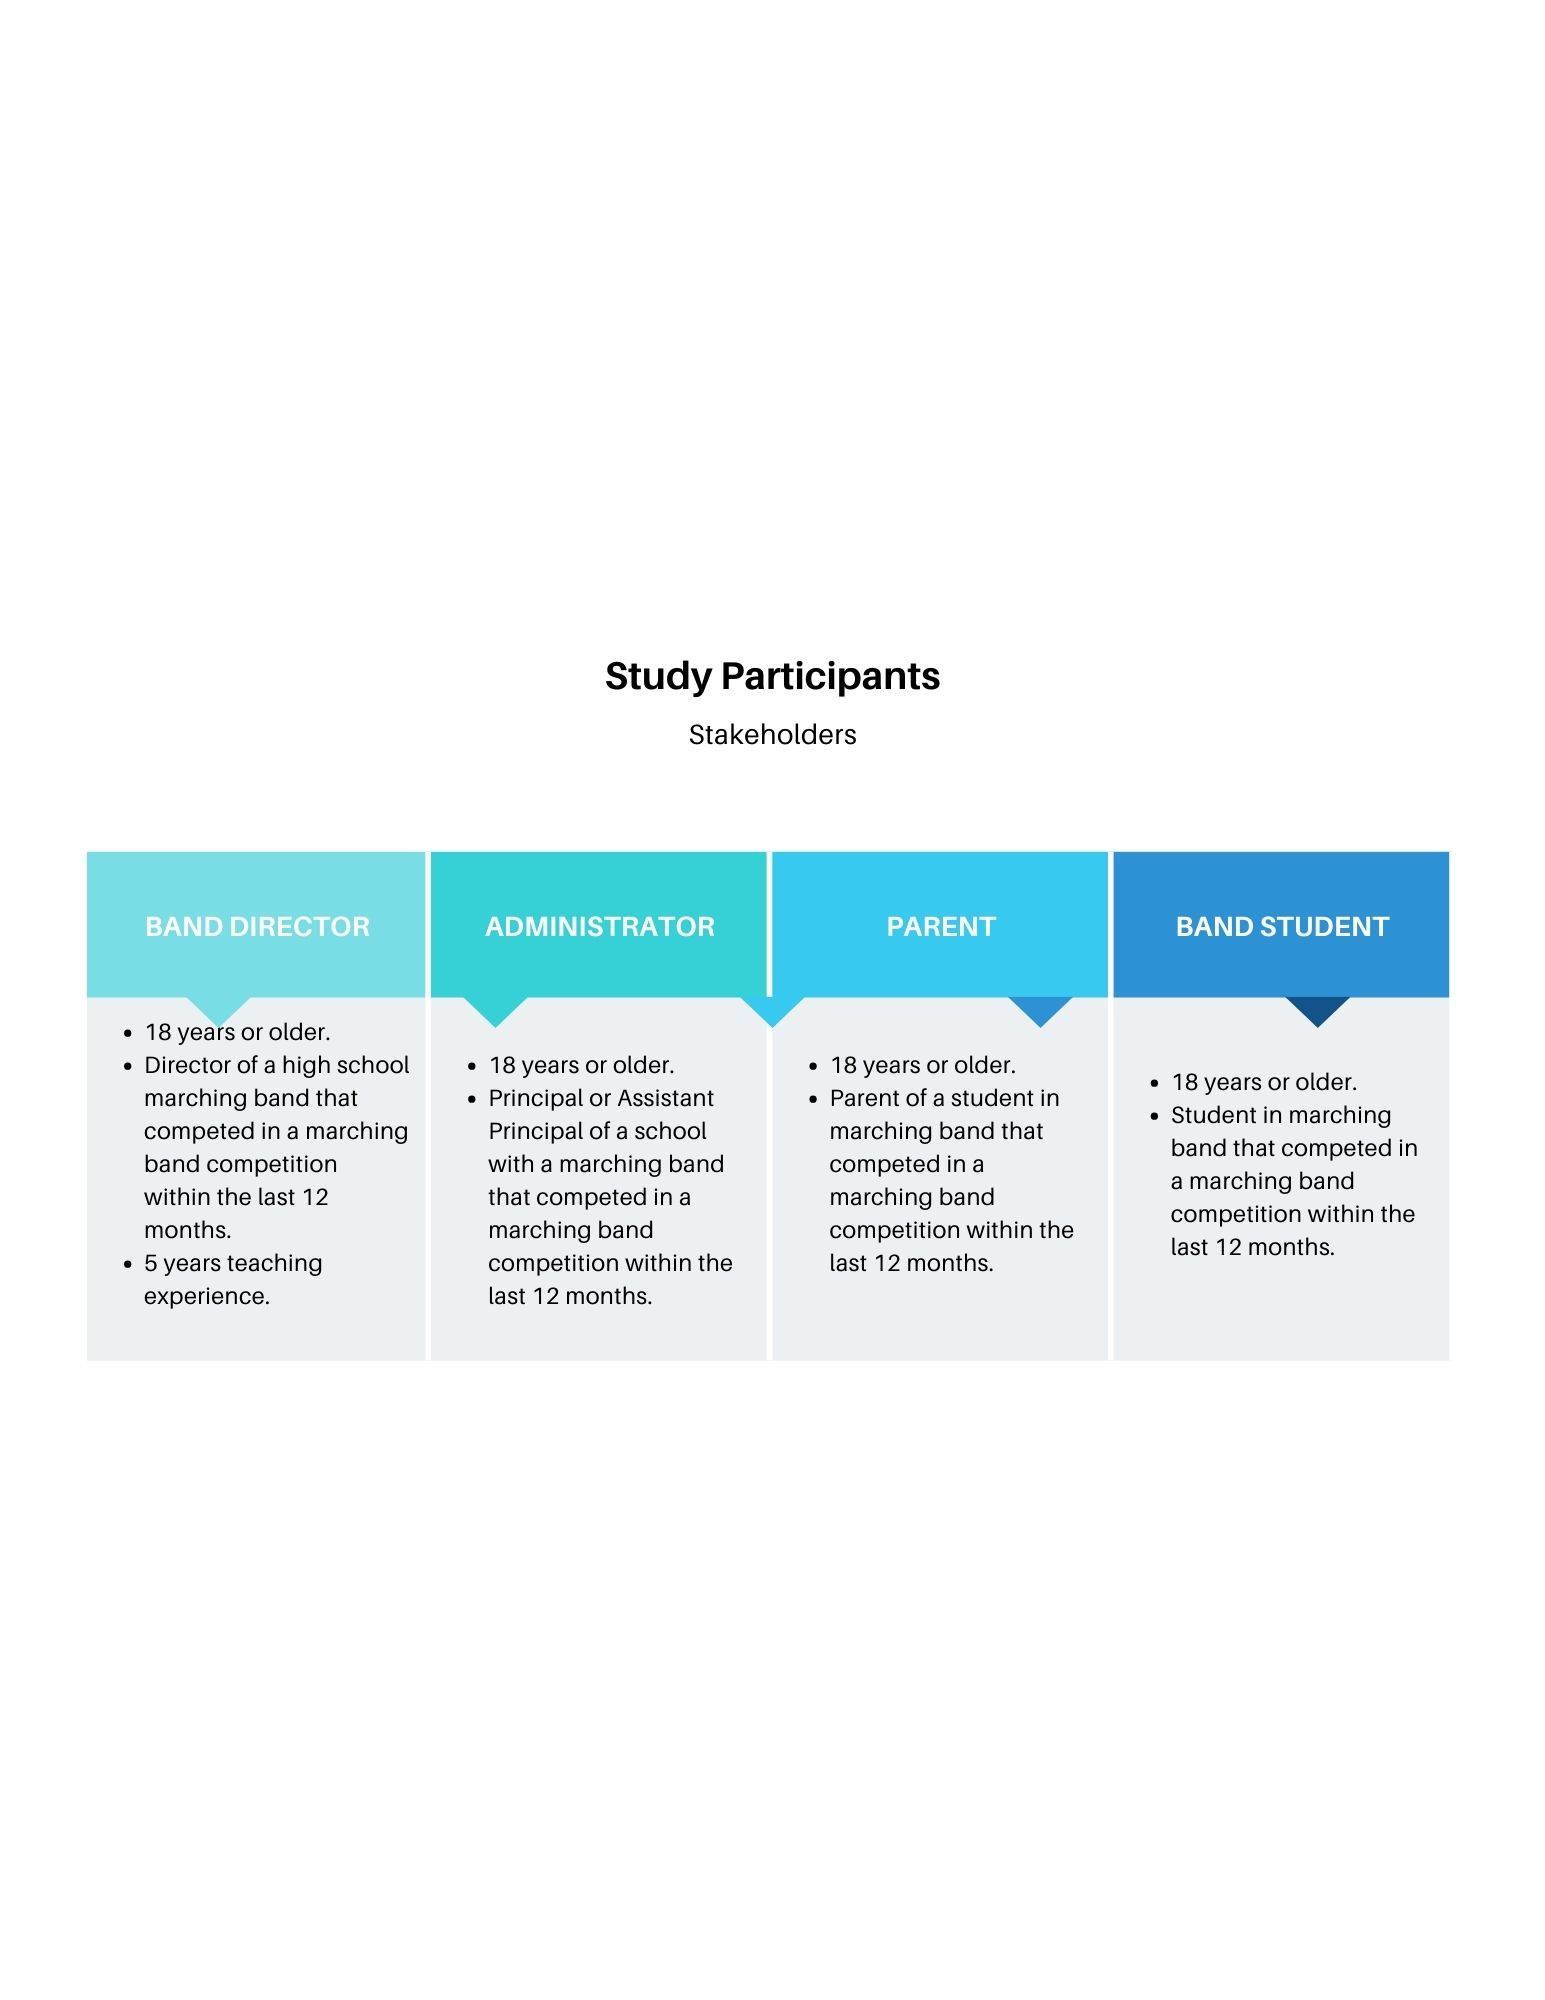 Study Participants
Stakeholders
BAND DIRECTOR
• 18 years or older.
• Director of a high school
marching band that
competed in a marching
band competition
within the last 12
months.
• 5 years teaching
experience.
ADMINISTRATOR
• 18 years or older.
• Principal or Assistant
Principal of a school
with a marching band
that competed in a
marching band
competition within the
last 12 months.
PARENT
• 18 years or older.
• Parent of a student in
marching band that
competed in a
marching band
competition within the
last 12 months.
BAND STUDENT
• 18 years or older.
• Student in marching
band that competed in
a marching band
competition within the
last 12 months.